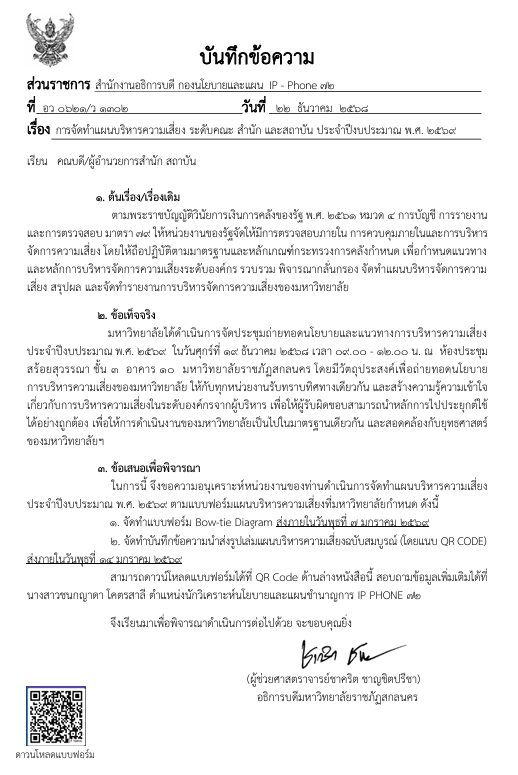 บันทึกข้อความ
ส่วนราชการ สำนักงานอธิการบดี กองนโยบายและแผน IP - Phone ๗๒
ที่ อว ๐๖๒๑/ว ๑๓๐๒ วันที่ ๒๒ ธันวาคม ๒๕๖๘
เรื่อง การจัดทำแผนบริหารความเสี่ยง ระดับคณะ สำนัก และสถาบัน ประจำปีงบประมาณ พ.ศ. ๒๕๖๙
เรียน คณบดี/ผู้อำนวยการสำนัก สถาบัน
๑. ต้นเรื่อง/เรื่องเดิม
ตามพระราชบัญญัติวินัยการเงินการคลังของรัฐ พ.ศ. ๒๕๖๑ หมวด ๔ การบัญชี การรายงาน
และการตรวจสอบ มาตรา ๗๙ ให้หน่วยงานของรัฐจัดให้มีการตรวจสอบภายใน การควบคุมภายในและการบริหาร
จัดการความเสี่ยง โดยให้ถือปฏิบัติตามมาตรฐานและหลักเกณฑ์กระทรวงการคลังกำหนด เพื่อกำหนดแนวทาง
และหลักการบริหารจัดการความเสี่ยงระดับองค์กร รวบรวม พิจารณากลั่นกรอง จัดทำแผนบริหารจัดการความ
เสี่ยง สรุปผล และจัดทำรายงานการบริหารจัดการความเสี่ยงของมหาวิทยาลัย
๒. ข้อเท็จจริง
มหาวิทยาลัยได้ดำเนินการจัดประชุมถ่ายทอดนโยบายและแนวทางการบริหารความเสี่ยง
ประจำปีงบประมาณ พ.ศ. ๒๕๖๙ ในวันศุกร์ที่ ๑๙ ธันวาคม ๒๕๖๘ เวลา ๐๙.๐๐ - ๑๒.๐๐ น. ณ ห้องประชุม
สร้อยสุวรรณา ชั้น ๓ อาคาร ๑๐ มหาวิทยาลัยราชภัฏสกลนคร โดยมีวัตถุประสงค์เพื่อถ่ายทอดนโยบาย
การบริหารความเสี่ยงของมหาวิทยาลัย ให้กับทุกหน่วยงานรับทราบทิศทางเดียวกัน และสร้างความรู้ความเข้าใจ
เกี่ยวกับการบริหารความเสี่ยงในระดับองค์กรจากผู้บริหาร เพื่อให้ผู้รับผิดชอบสามารถนำหลักการไปประยุกต์ใช้
ได้อย่างถูกต้อง เพื่อให้การดำเนินงานของมหาวิทยาลัยเป็นไปในมาตรฐานเดียวกัน และสอดคล้องกับยุทธศาสตร์
ของมหาวิทยาลัยฯ
๓. ข้อเสนอเพื่อพิจารณา
ในการนี้ จึงขอความอนุเคราะห์หน่วยงานของท่านดำเนินการจัดทำแผนบริหารความเสี่ยง
ประจำปีงบประมาณ พ.ศ. ๒๕๖๙ ตามแบบฟอร์มแผนบริหารความเสี่ยงที่มหาวิทยาลัยกำหนด ดังนี้
๑. จัดทำแบบฟอร์ม Bow-tie Diagram ส่งภายในวันพุธที่ ๗ มกราคม ๒๕๖๙
๒. จัดทำบันทึกข้อความนำส่งรูปเล่มแผนบริหารความเสี่ยงฉบับสมบูรณ์ (โดยแนบ QR CODE)
ส่งภายในวันพุธที่ ๑๔ มกราคม ๒๕๖๙
สามารถดาวน์โหลดแบบฟอร์มได้ที่ QR Code ด้านล่างหนังสือนี้ สอบถามข้อมูลเพิ่มเติมได้ที่
นางสาวชนกญาดา โคตรสาลี ตำแหน่งนักวิเคราะห์นโยบายและแผนชำนาญการ IP PHONE ๗๒
จึงเรียนมาเพื่อพิจารณาดำเนินการต่อไปด้วย จะขอบคุณยิ่ง
(ผู้ช่วยศาสตราจารย์ชาคริต ชาญชิตปรีชา)
อธิการบดีมหาวิทยาลัยราชภัฏสกลนคร
ดาวน์โหลดแบบฟอร์ม